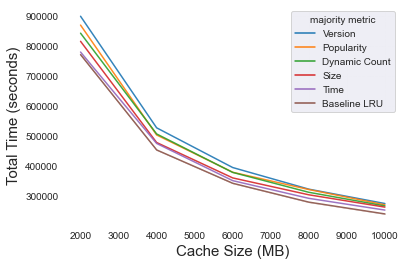 majority metric
Version
Popularity
Dynamic Count
Size
Time
Baseline LRU
900000
800000
700000
600000
500000
400000
300000
Total Time (seconds)
2000 3000 4000 5000 6000 7000 8000 9000 10000
Cache Size (MB)